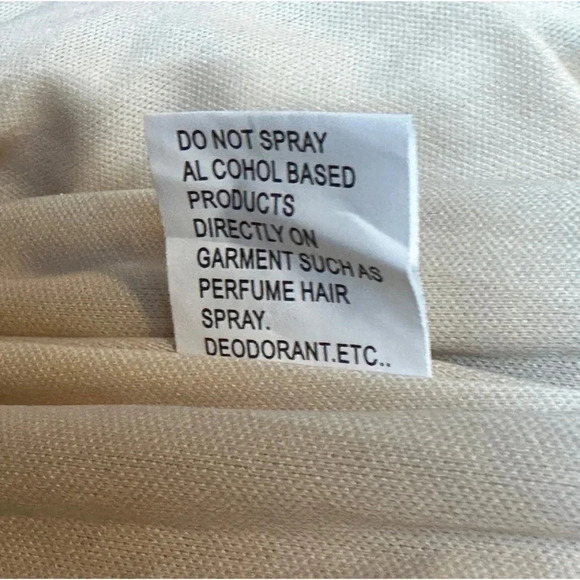 DO NOT SPRAY
AL COHOL BASED
PRODUCTS
DIRECTLY ON
GARMENT SUCH AS
PERFUME HAIR
SPRAY.
DEODORANT.ETC..